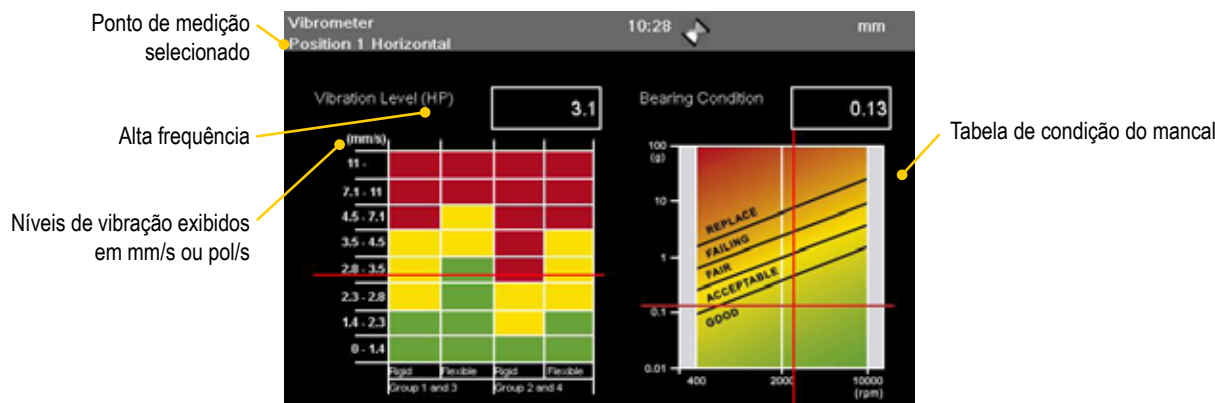 Ponto de medição
selecionado
Alta frequência
Níveis de vibração exibidos
em mm/s ou pol/s
Vibrometer
10:28
mm
Position 1 Horizontal
Vibration Level (HP)
3.1
(mm/s)
11 -
7.1 - 11
4.5 - 7.1
3.5 - 4.5
2.8 - 3.5
2.3 - 2.8
1.4 - 2.3
0 - 1.4
Rigid
Flexible
Rigid
Flexible
Group 1 and 3
Group 2 and 4
Bearing Condition
0.13
100
(g)
10
1
0.1
0.01
REPLACE
FAILING
FAIR
ACCEPTABLE
GOOD
400
2000
10000
(rpm)
Tabela de condição do mancal